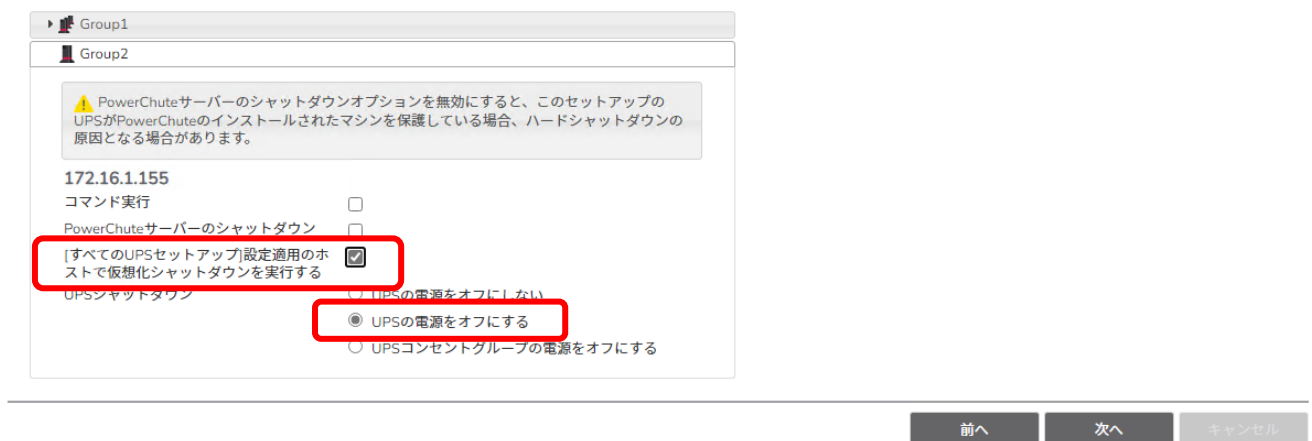 Group1
Group2
PowerChuteサーバーのシャットダウンオプションを無効にすると、このセットアップの
UPSがPowerChuteのインストールされたマシンを保護している場合、ハードシャットダウンの
原因となる場合があります。
172.16.1.155
コマンド実行
PowerChuteサーバーのシャットダウン
[すべてのUPSセットアップ]設定適用のホ
ストで仮想化シャットダウンを実行する
UPSシャットダウン
UPSの電源をオフにしない
UPSの電源をオフにする
UPSコンセントグループの電源をオフにする
前へ 次へ キャンセル